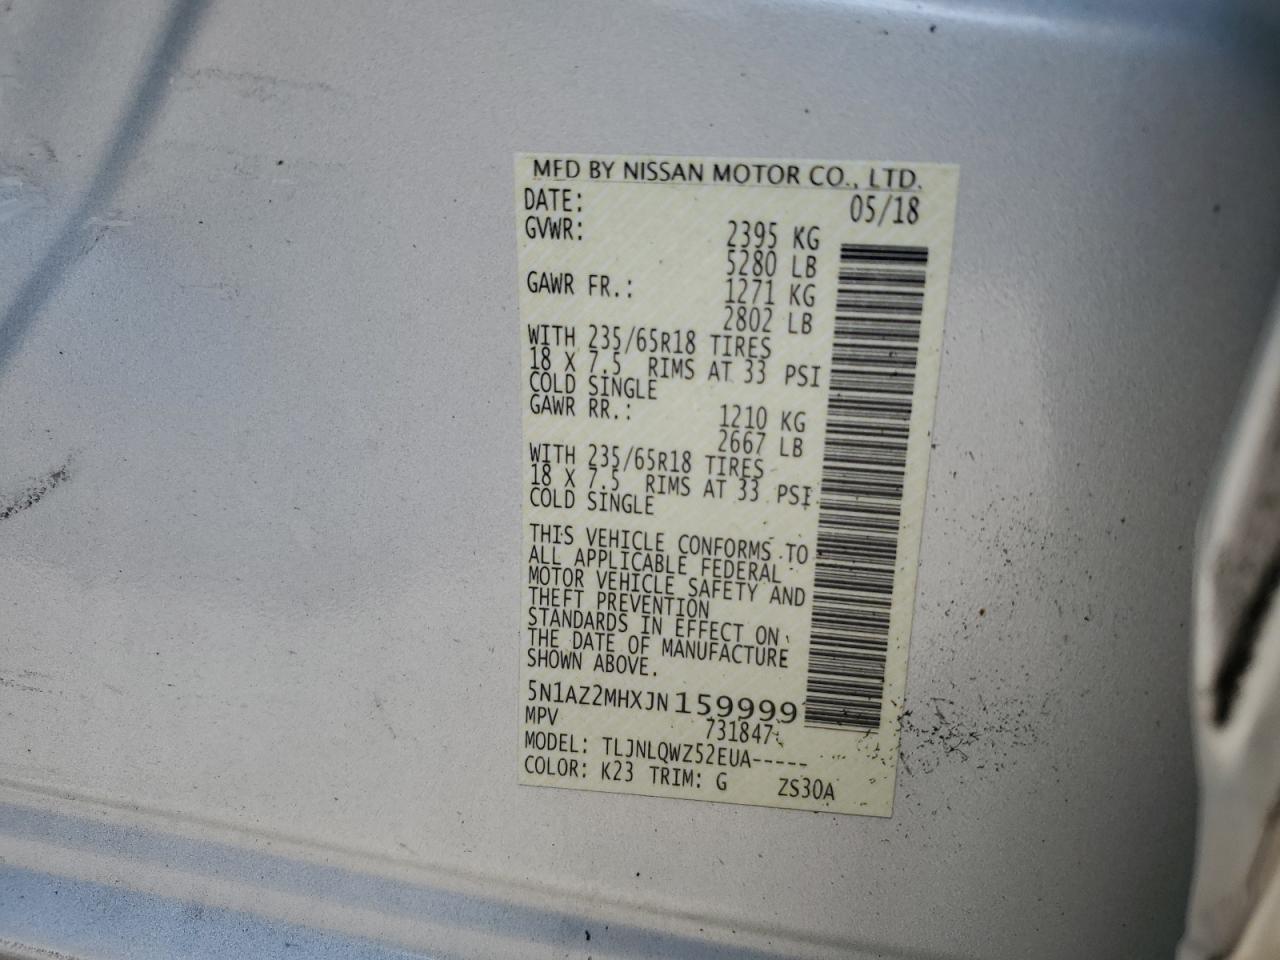 MFD BY NISSAN MOTOR CO., LTD.
DATE: 05/18
GVWR: 2395 KG
5280 LB
GAWR FR.: 1271 KG
2802 LB
WITH 235/65R18 TIRES
18 X 7.5 RIMS AT 33 PSI
COLD SINGLE
GAWR RR.: 1210 KG
2667 LB
WITH 235/65R18 TIRES
18 X 7.5 RIMS AT 33 PSI
COLD SINGLE
THIS VEHICLE CONFORMS TO
ALL APPLICABLE FEDERAL
MOTOR VEHICLE SAFETY AND
THEFT PREVENTION
STANDARDS IN EFFECT ON
THE DATE OF MANUFACTURE
SHOWN ABOVE.
5N1AZ2MHXJN159999
MPV 731847
MODEL: TLJNLQWZ52EUA-----
COLOR: K23 TRIM: G ZS30A